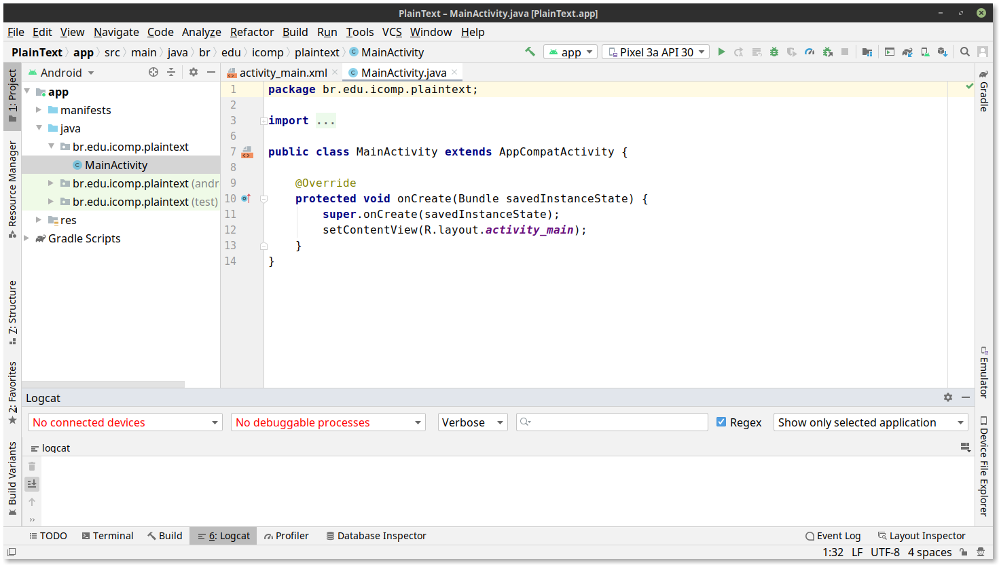 PlainText – MainActivity.java [PlainText.app]
File Edit View Navigate Code Analyze Refactor Build Run Tools VCS Window Help
PlainText app src main java br edu icomp plaintext MainActivity app Pixel 3a API 30
1: Project
Resource Manager
7: Structure
2: Favorites
Build Variants
Android
app
manifests
java
br.edu.icomp.plaintext
MainActivity
br.edu.icomp.plaintext (andr
br.edu.icomp.plaintext (test)
res
Gradle Scripts
activity_main.xml MainActivity.java
1 package br.edu.icomp.plaintext;
2
3 import ...
6
7 public class MainActivity extends AppCompatActivity {
8
9 @Override
10 protected void onCreate(Bundle savedInstanceState) {
11 super.onCreate(savedInstanceState);
12 setContentView(R.layout.activity_main);
13 }
14 }
Gradle
Emulator
Device File Explorer
Logcat
No connected devices No debuggable processes Verbose Regex Show only selected application
logcat
TODO Terminal Build 6: Logcat Profiler Database Inspector Event Log Layout Inspector
1:32 LF UTF-8 4 spaces